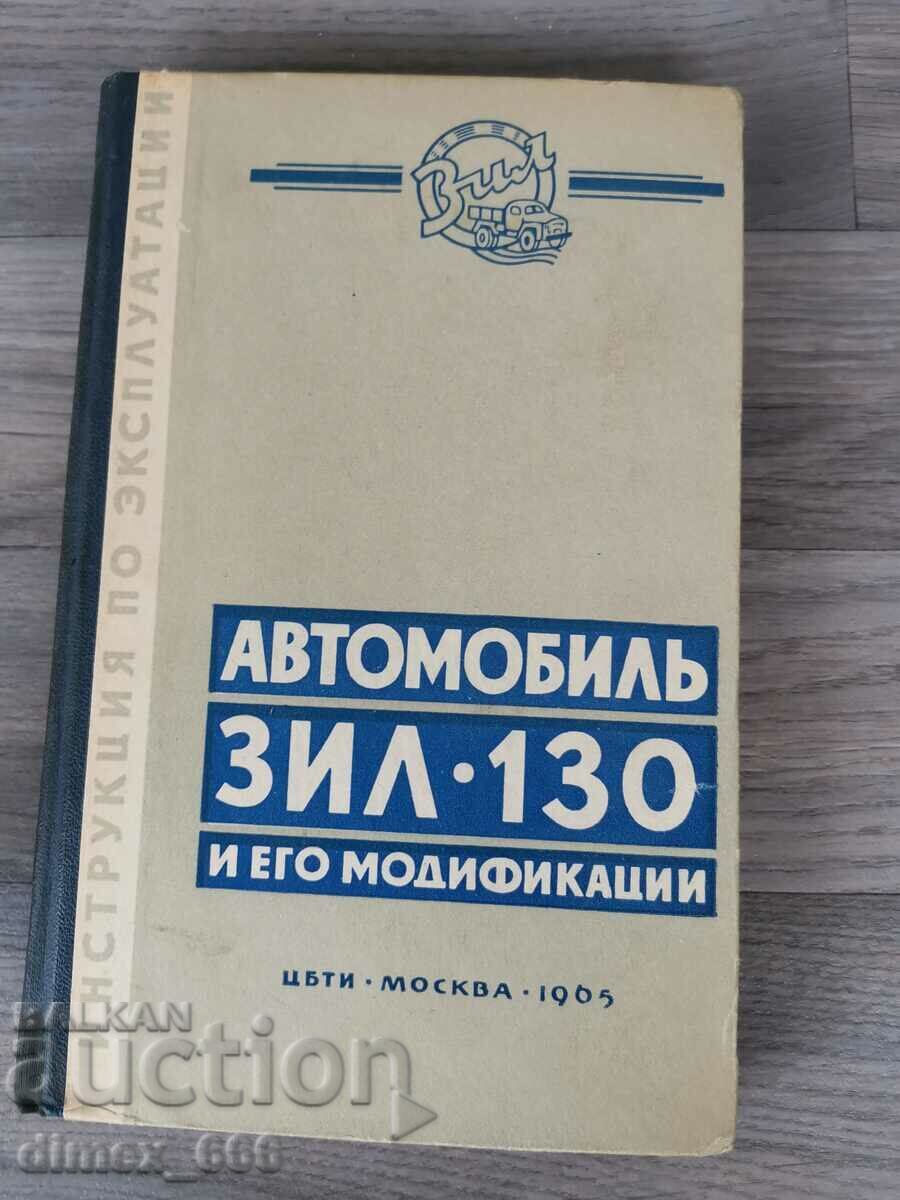 Зил
ИНСТРУКЦИЯ ПО ЭКСПЛУАТАЦИИ
АВТОМОБИЛЬ
ЗИЛ·130
И ЕГО МОДИФИКАЦИИ
ЦБТИ·МОСКВА·1965
BALKAN
auction
dimex_666